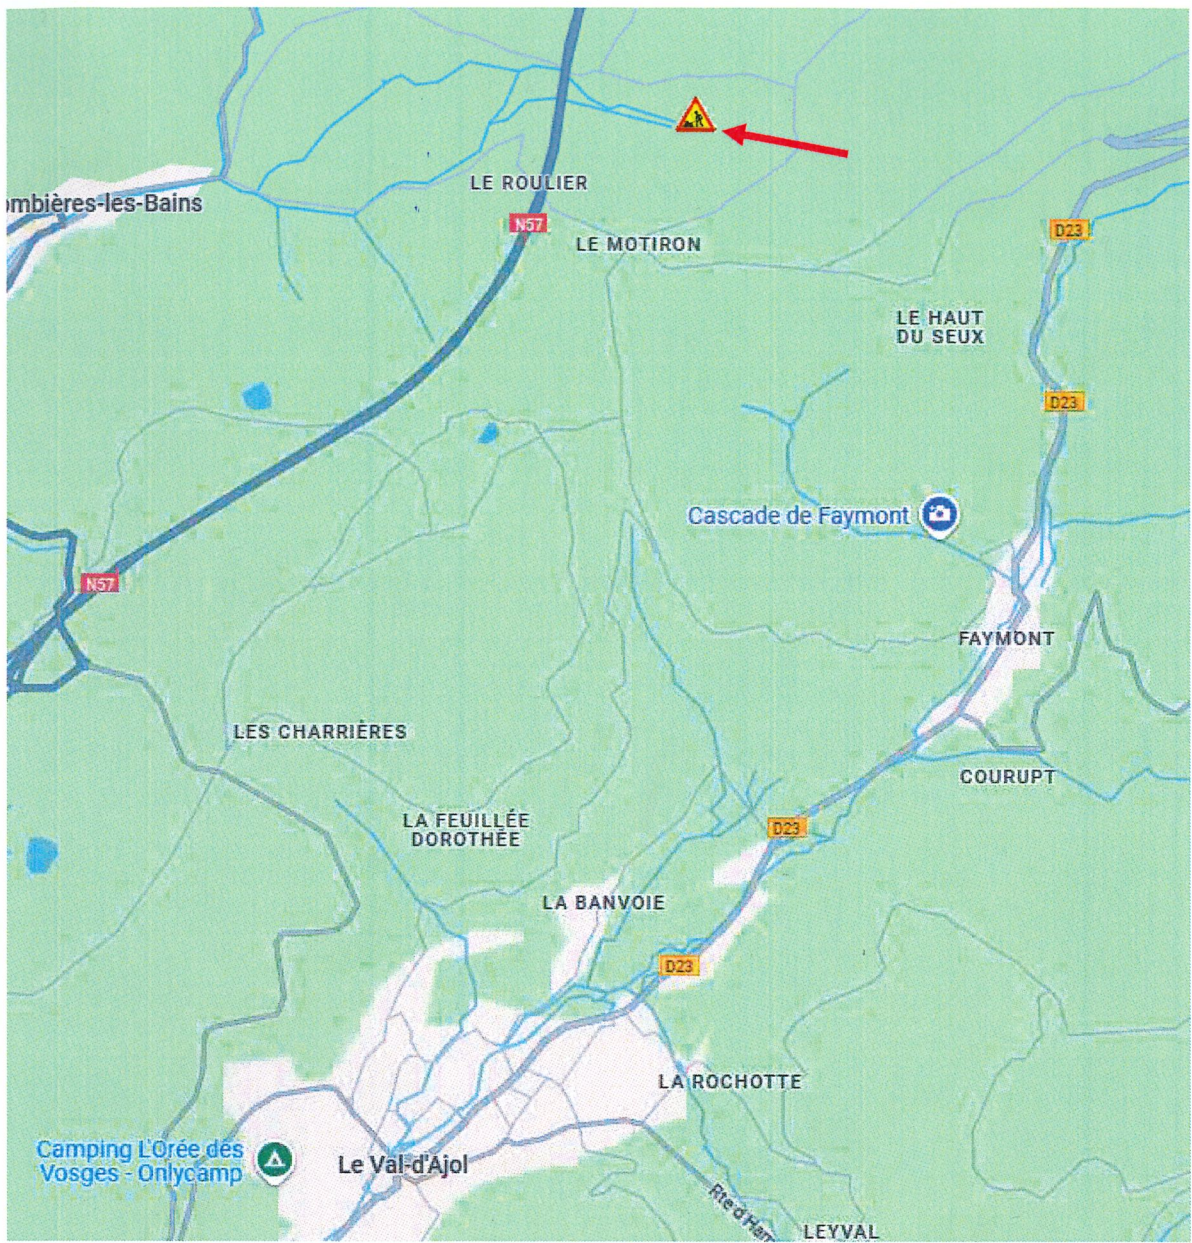 LE ROULIER
ombières-les-Bains
N57
D23
LE MOTIRON
LE HAUT
DU SEUX
D23
Cascade de Faymont
N57
FAYMONT
LES CHARRIÈRES
COURUPT
LA FEUILLÉE
DOROTHÉE
D23
LA BANVOIE
D23
LA ROCHOTTE
Camping L'Orée des
Vosges - Onlycamp
Le Val-d'Ajol
Rte d'Ham
LEYVAL